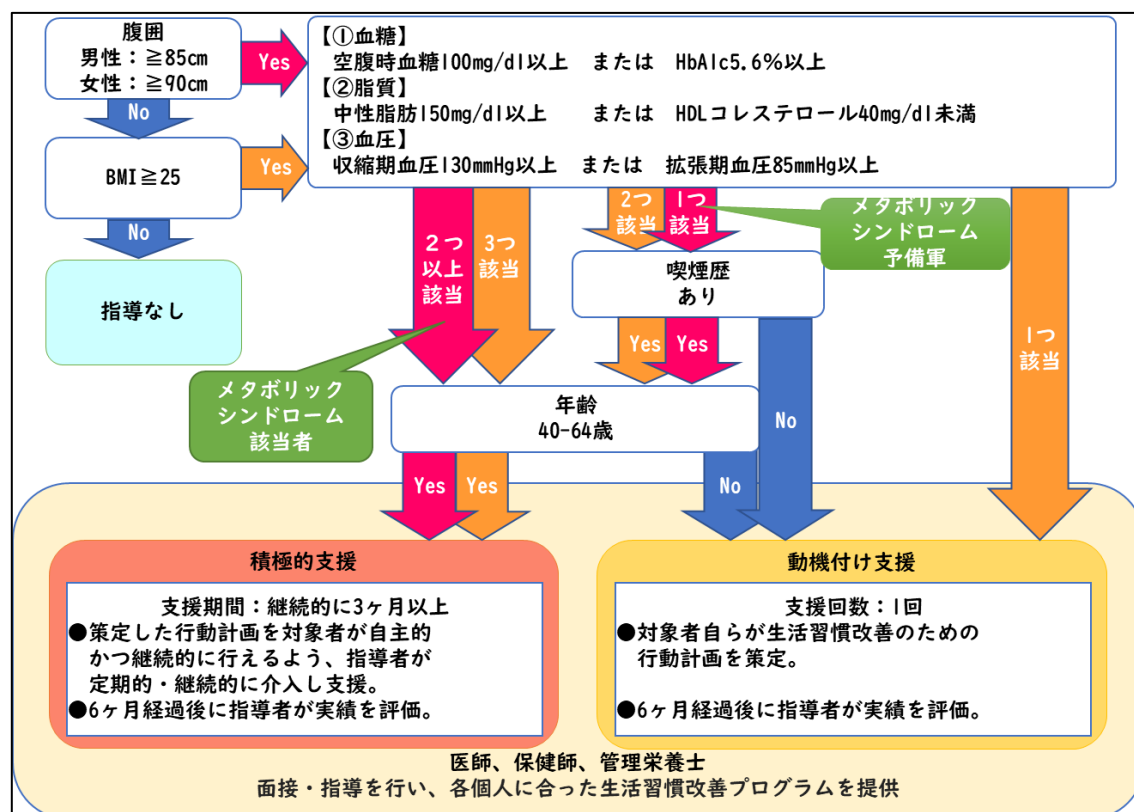 腹囲
男性：≧85cm
女性：≧90cm
Yes
【①血糖】
空腹時血糖100mg/dl以上　または　HbA1c5.6%以上
【②脂質】
中性脂肪150mg/dl以上　または　HDLコレステロール40mg/dl未満
【③血圧】
収縮期血圧130mmHg以上　または　拡張期血圧85mmHg以上
No
BMI≧25
Yes
No
指導なし
２つ
以上
該当
3つ
該当
2つ
該当
1つ
該当
メタボリック
シンドローム
予備軍
喫煙歴
あり
Yes
Yes
No
1つ
該当
メタボリック
シンドローム
該当者
年齢
40-64歳
Yes
Yes
No
積極的支援
支援期間：継続的に3ヶ月以上
●策定した行動計画を対象者が自主的
かつ継続的に行えるよう、指導者が
定期的・継続的に介入し支援。
●6ヶ月経過後に指導者が実績を評価。
動機付け支援
支援回数：1回
●対象者自らが生活習慣改善のための
行動計画を策定。
●6ヶ月経過後に指導者が実績を評価。
医師、保健師、管理栄養士
面接・指導を行い、各個人に合った生活習慣改善プログラムを提供